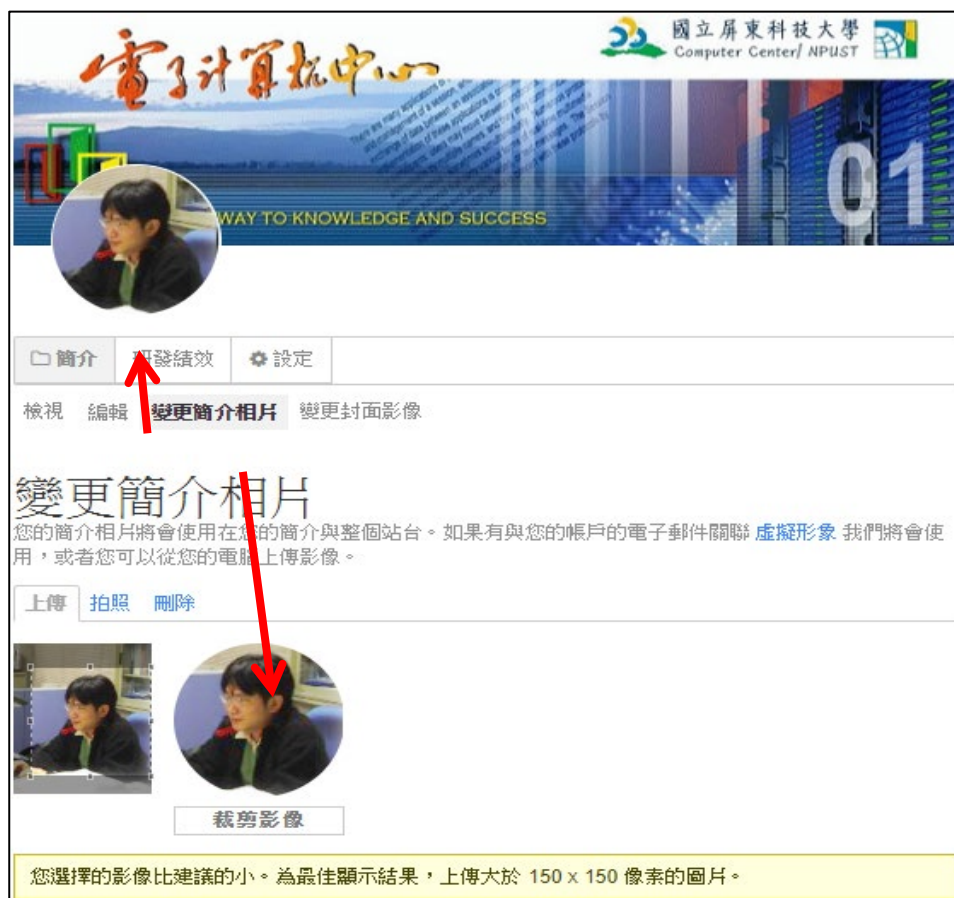 電子計算機中心
國立屏東科技大學
Computer Center/ NPUST
WAY TO KNOWLEDGE AND SUCCESS
01
簡介 研發績效 設定
檢視 編輯 變更簡介相片 變更封面影像
變更簡介相片
您的簡介相片將會使用在您的簡介與整個站台。如果有與您的帳戶的電子郵件關聯 虛擬形象 我們將會使
用，或者您可以從您的電腦上傳影像。
上傳 拍照 刪除
裁剪影像
您選擇的影像比建議的小。為最佳顯示結果，上傳大於 150 x 150 像素的圖片。